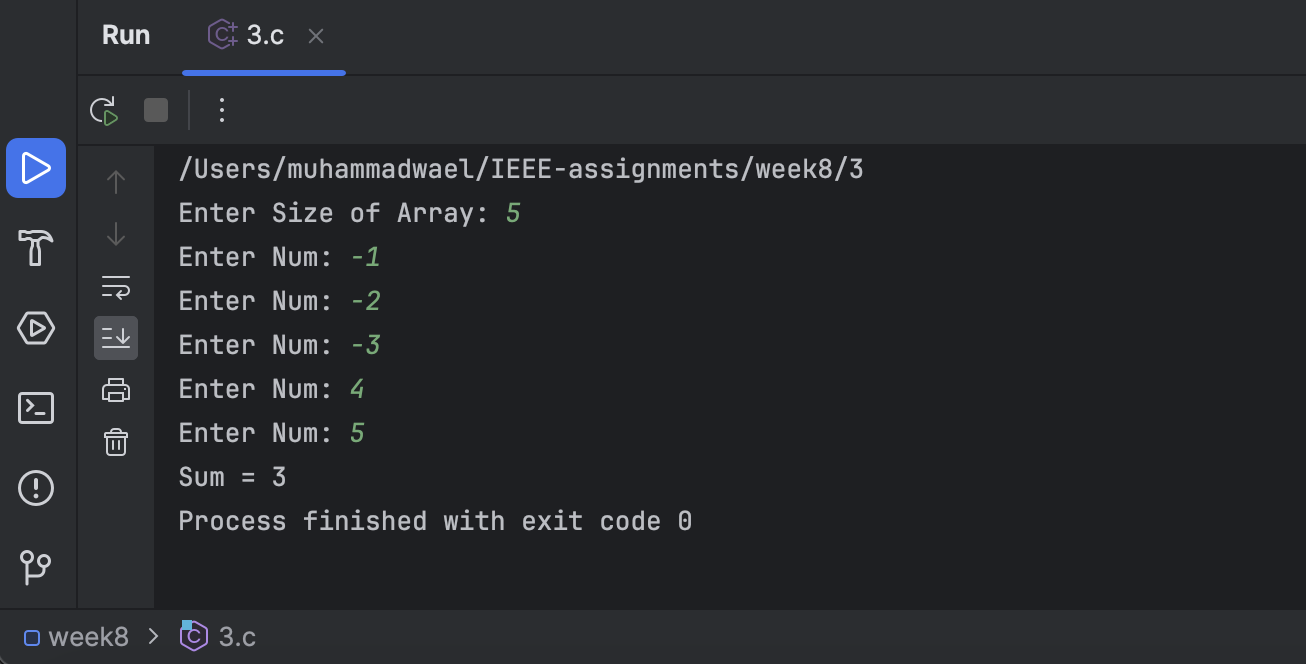 Run 3.c
/Users/muhammadwael/IEEE-assignments/week8/3
Enter Size of Array: 5
Enter Num: -1
Enter Num: -2
Enter Num: -3
Enter Num: 4
Enter Num: 5
Sum = 3
Process finished with exit code 0
week8 > 3.c